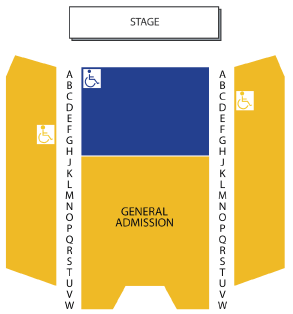 STAGE
A A
B B
C C
D D
E E
F F
G G
H H
J J
K K
L L
M M
N N
O O
P P
Q Q
R R
S S
T T
U U
V V
W W
GENERAL
ADMISSION